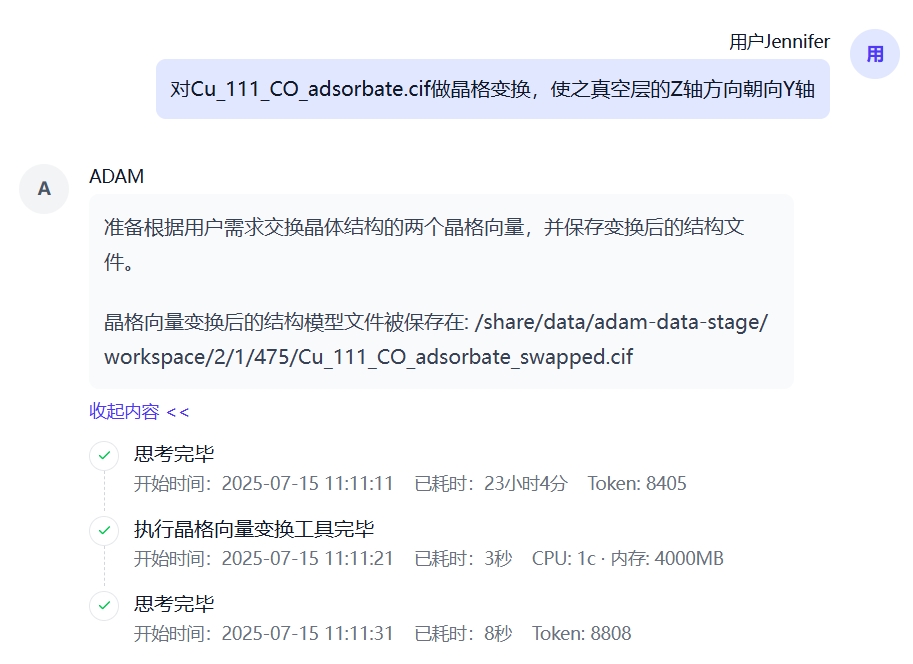 用户Jennifer
用
对Cu_111_CO_adsorbate.cif做晶格变换，使之真空层的Z轴方向朝向Y轴
A
ADAM
准备根据用户需求交换晶体结构的两个晶格向量，并保存变换后的结构文
件。
晶格向量变换后的结构模型文件被保存在: /share/data/adam-data-stage/
workspace/2/1/475/Cu_111_CO_adsorbate_swapped.cif
收起内容 <<
思考完毕
开始时间：2025-07-15 11:11:11 已耗时：23小时4分 Token: 8405
执行晶格向量变换工具完毕
开始时间：2025-07-15 11:11:21 已耗时：3秒 CPU: 1c · 内存: 4000MB
思考完毕
开始时间：2025-07-15 11:11:31 已耗时：8秒 Token: 8808